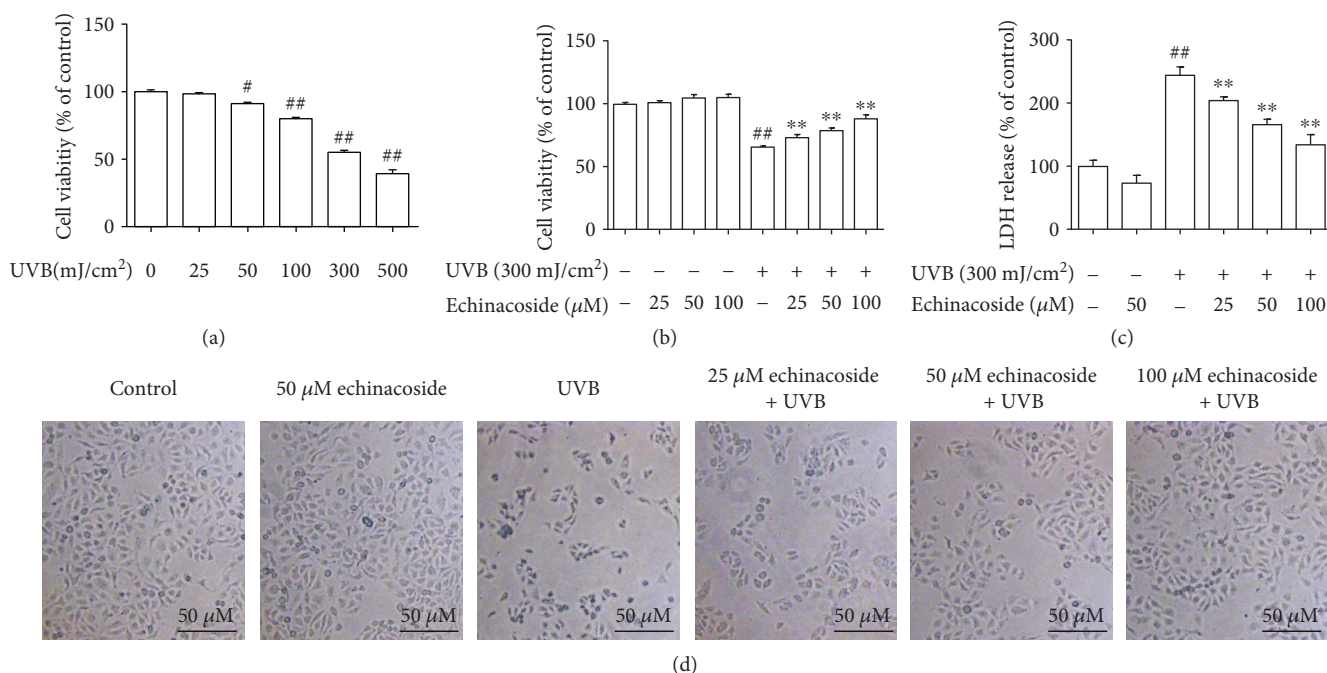 150
100
50
0
Cell viabitiy (% of control)
#
##
##
##
UVB(mJ/cm²) 0 25 50 100 300 500
(a)
150
100
50
0
Cell viabitiy (% of control)
## ** ** **
UVB (300 mJ/cm²) – – – – + + + +
Echinacoside (μM) – 25 50 100 – 25 50 100
(b)
300
200
100
0
LDH release (% of control)
##
**
**
**
UVB (300 mJ/cm²) – – + + + +
Echinacoside (μM) – 50 – 25 50 100
(c)
Control
50 μM echinacoside
UVB
25 μM echinacoside
+ UVB
50 μM echinacoside
+ UVB
100 μM echinacoside
+ UVB
50 μM
50 μM
50 μM
50 μM
50 μM
50 μM
(d)